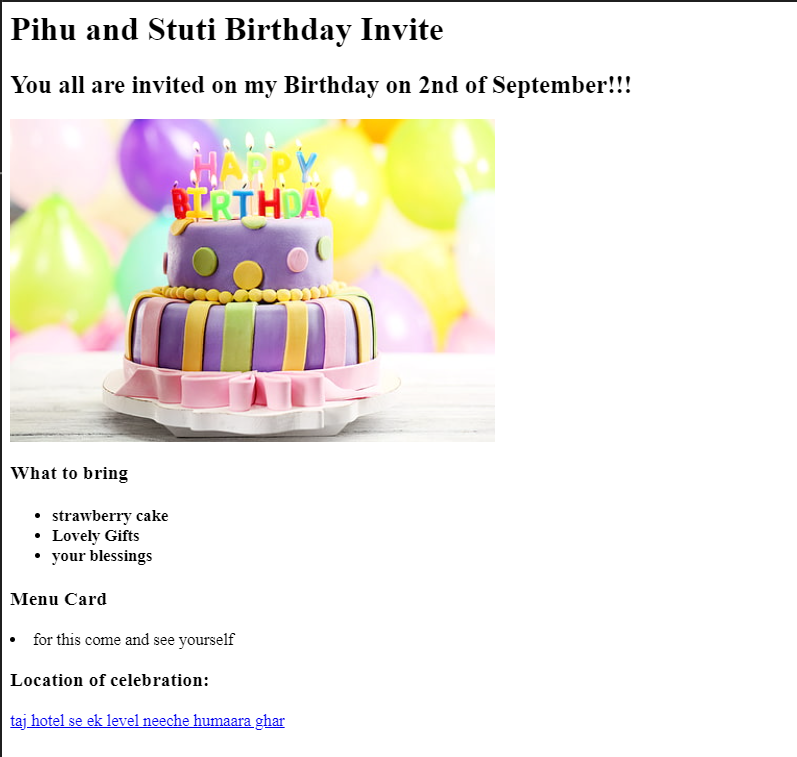 Pihu and Stuti Birthday Invite
You all are invited on my Birthday on 2nd of September!!!
HAPPY
BIRTHDAY
What to bring
strawberry cake
Lovely Gifts
your blessings
Menu Card
for this come and see yourself
Location of celebration:
taj hotel se ek level neeche humaara ghar